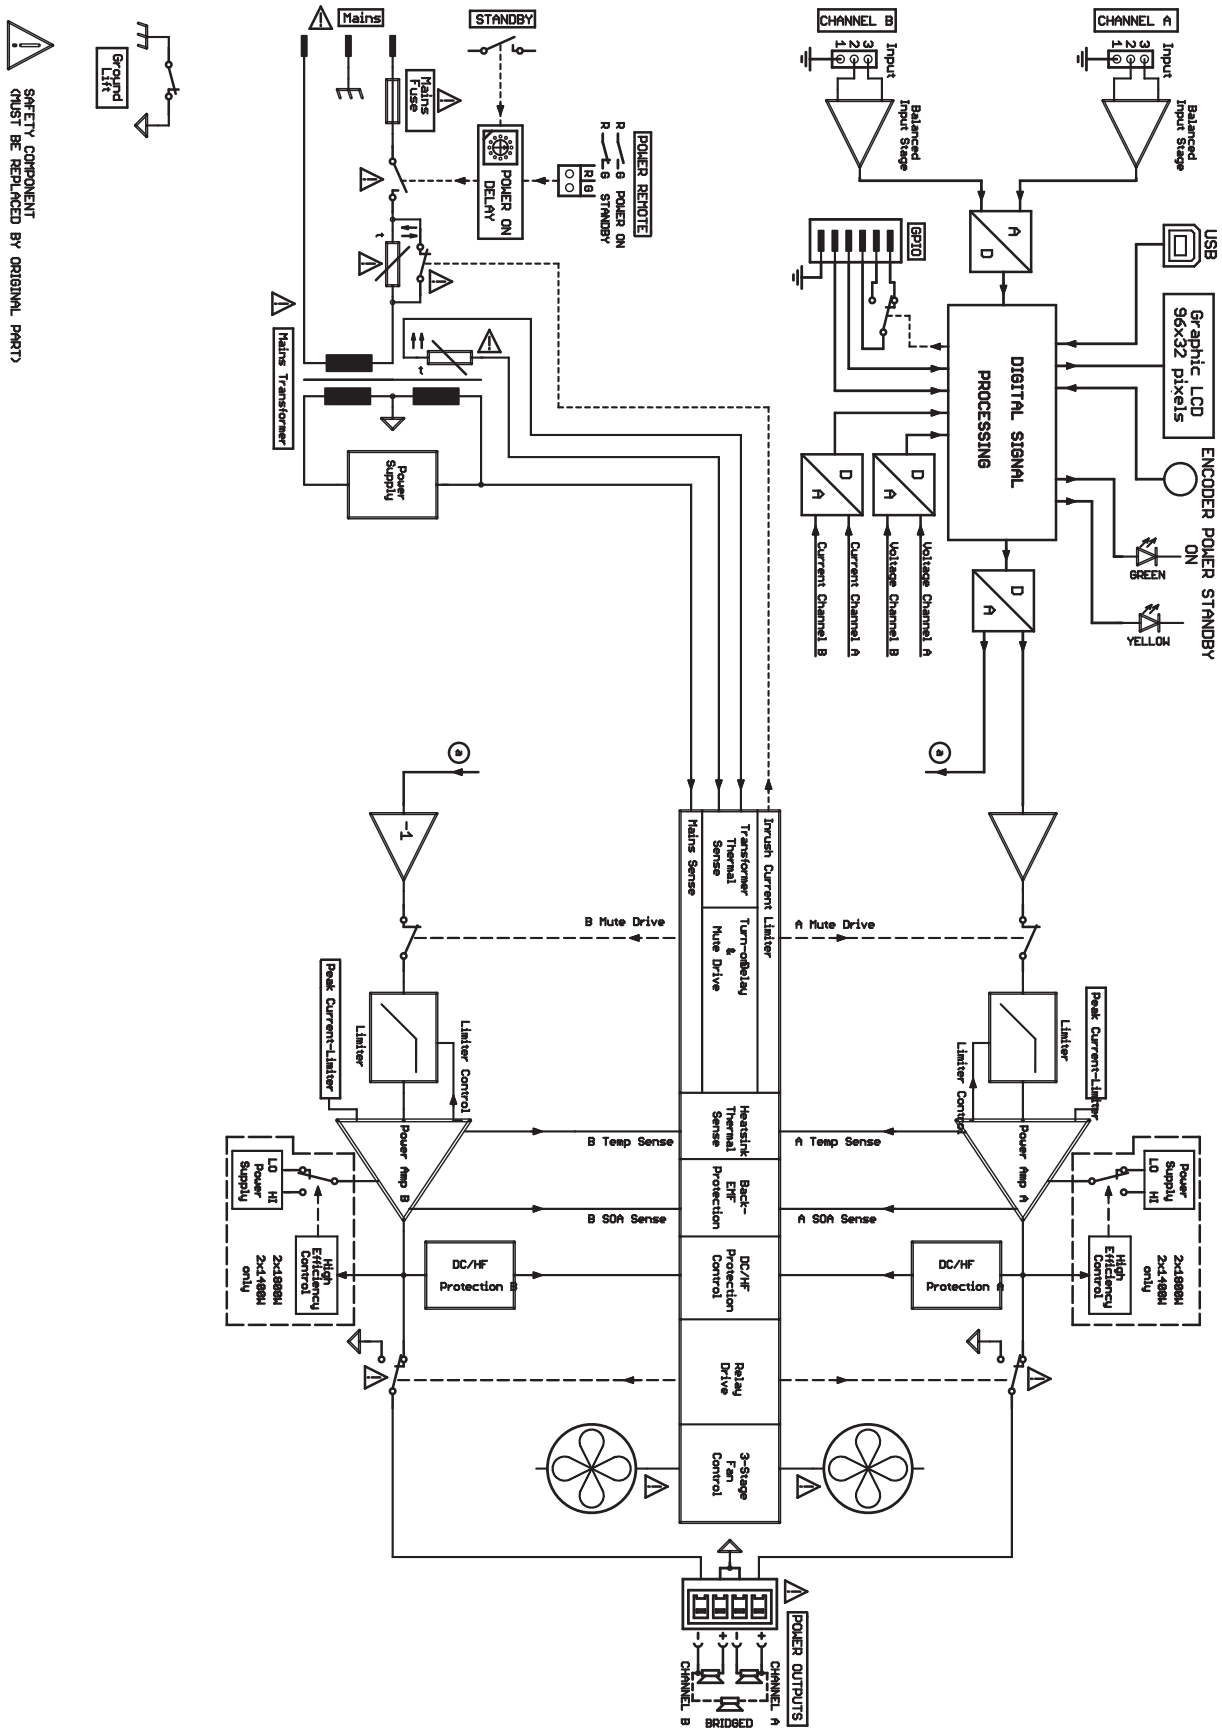 CHANNEL A
Input
1 2 3
Balanced
Input Stage
CHANNEL B
Input
1 2 3
Balanced
Input Stage
A
D
USB
Graphic LCD
96x32 pixels
ENCODER
POWER
ON
STANDBY
GREEN
YELLOW
GPIO
DIGITAL SIGNAL
PROCESSING
D
A
D
A
Voltage Channel A
Voltage Channel B
Current Channel A
Current Channel B
D
A
STANDBY
Mains
Mains
Fuse
POWER ON
DELAY
R
G
POWER REMOTE
R G POWER ON
R G STANDBY
t
t
Mains Transformer
Power
Supply
Ground
Lift
SAFETY COMPONENT
(MUST BE REPLACED BY ORIGINAL PART)
a
a
-1
Inrush Current Limiter
Transformer
Thermal
Sense
Mains Sense
Turn-onDelay
&
Mute Drive
A Mute Drive
B Mute Drive
Limiter
Peak Current-Limiter
Limiter Control
Limiter
Peak Current-Limiter
Limiter Control
Heatsink
Thermal
Sense
A Temp Sense
B Temp Sense
Back-
EMF
Protection
A SOA Sense
B SOA Sense
Power Amp A
Power Amp B
Power
Supply
LO HI
High
Efficiency
Control
2x1800W
2x1400W
only
Power
Supply
LO HI
High
Efficiency
Control
2x1800W
2x1400W
only
DC/HF
Protection A
DC/HF
Protection B
DC/HF
Protection
Control
Relay
Drive
3-Stage
Fan
Control
POWER OUTPUTS
+
-
+
-
CHANNEL A
CHANNEL B
BRIDGED